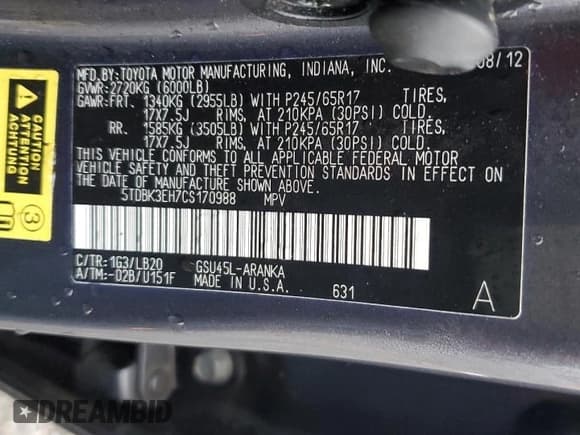 MFD.BY:TOYOTA MOTOR MANUFACTURING, INDIANA, INC. 08/12
GVWR:2720KG (6000LB)
GAWR:FRT. 1340KG (2955LB) WITH P245/65R17 TIRES,
17X7.5J RIMS, AT 210KPA (30PSI) COLD.
RR. 1585KG (3505LB) WITH P245/65R17 TIRES,
17X7.5J RIMS, AT 210KPA (30PSI) COLD.
THIS VEHICLE CONFORMS TO ALL APPLICABLE FEDERAL MOTOR
VEHICLE SAFETY AND THEFT PREVENTION STANDARDS IN EFFECT ON
THE DATE OF MANUFACTURE SHOWN ABOVE.
5TDBK3EH7CS170988 MPV
C/TR:1G3/LB20 GSU45L-ARANKA
A/TM:-02B/U151F MADE IN U.S.A. 631 A
CAUTION
ATTENTION
ACHTUNG
3
DREAMBID